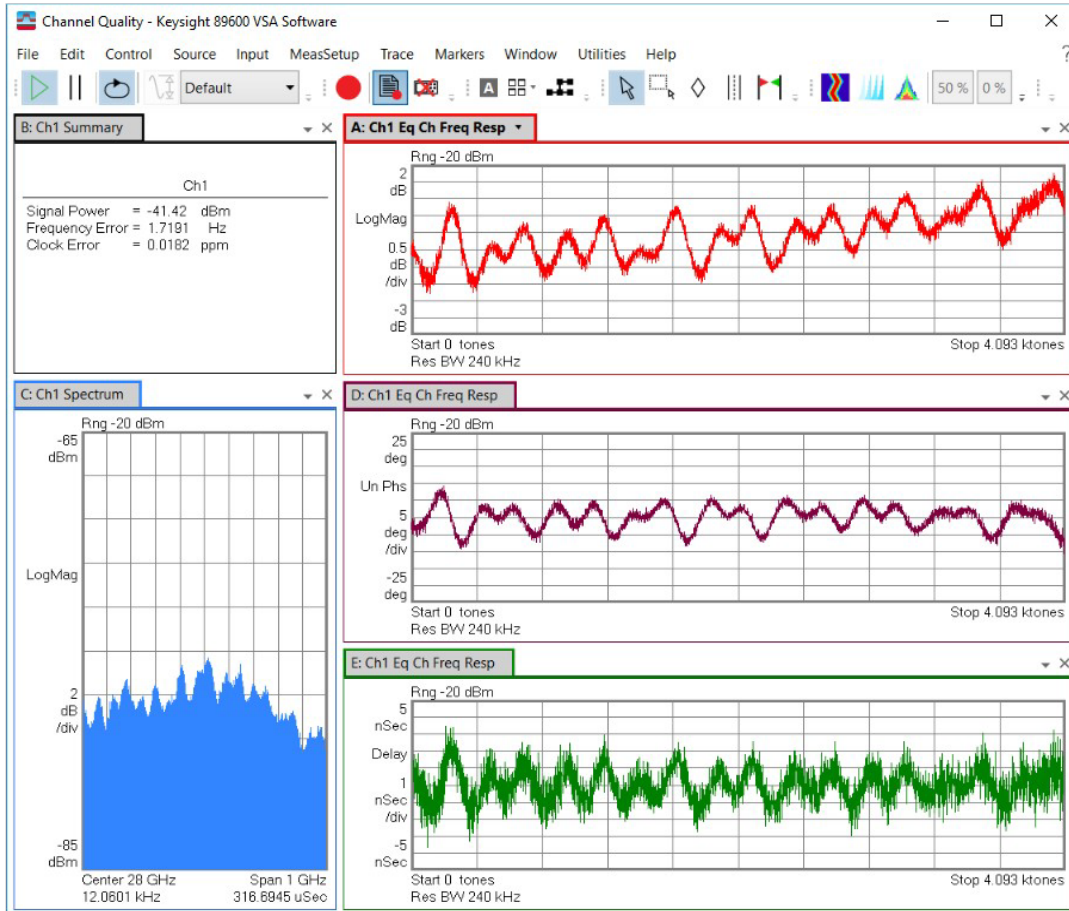 Channel Quality - Keysight 89600 VSA Software
File Edit Control Source Input MeasSetup Trace Markers Window Utilities Help ?
Default A 50 % 0 %
B: Ch1 Summary
Ch1
Signal Power = -41.42 dBm
Frequency Error = 1.7191 Hz
Clock Error = 0.0182 ppm
A: Ch1 Eq Ch Freq Resp
Rng -20 dBm
2
dB
LogMag
0.5
dB
/div
-3
dB
Start 0 tones Stop 4.093 ktones
Res BW 240 kHz
C: Ch1 Spectrum
Rng -20 dBm
-65
dBm
LogMag
2
dB
/div
-85
dBm
Center 28 GHz Span 1 GHz
12.0601 kHz 316.6945 uSec
D: Ch1 Eq Ch Freq Resp
Rng -20 dBm
25
deg
Un Phs
5
deg
/div
-25
deg
Start 0 tones Stop 4.093 ktones
Res BW 240 kHz
E: Ch1 Eq Ch Freq Resp
Rng -20 dBm
5
nSec
Delay
1
nSec
/div
-5
nSec
Start 0 tones Stop 4.093 ktones
Res BW 240 kHz